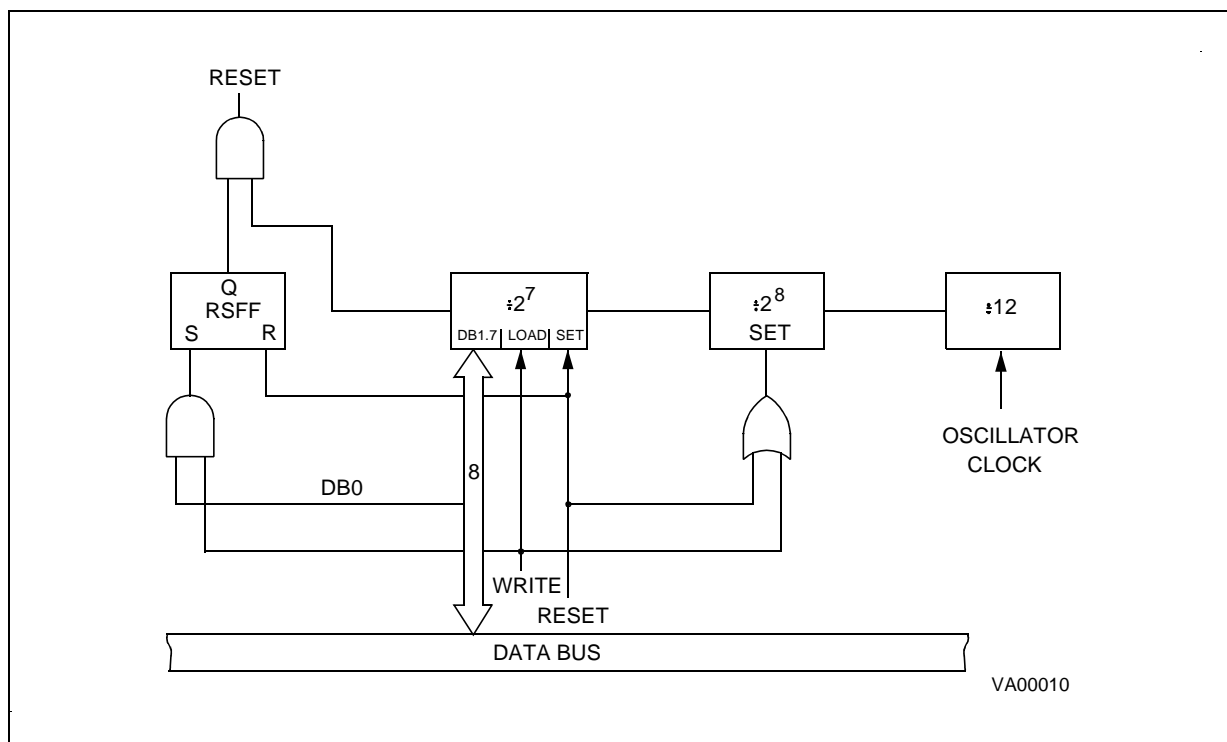 RESET
Q
RSFF
S R
÷2⁷
DB1.7 LOAD SET
÷2⁸
SET
÷12
OSCILLATOR
CLOCK
8
DB0
WRITE
RESET
DATA BUS
VA00010